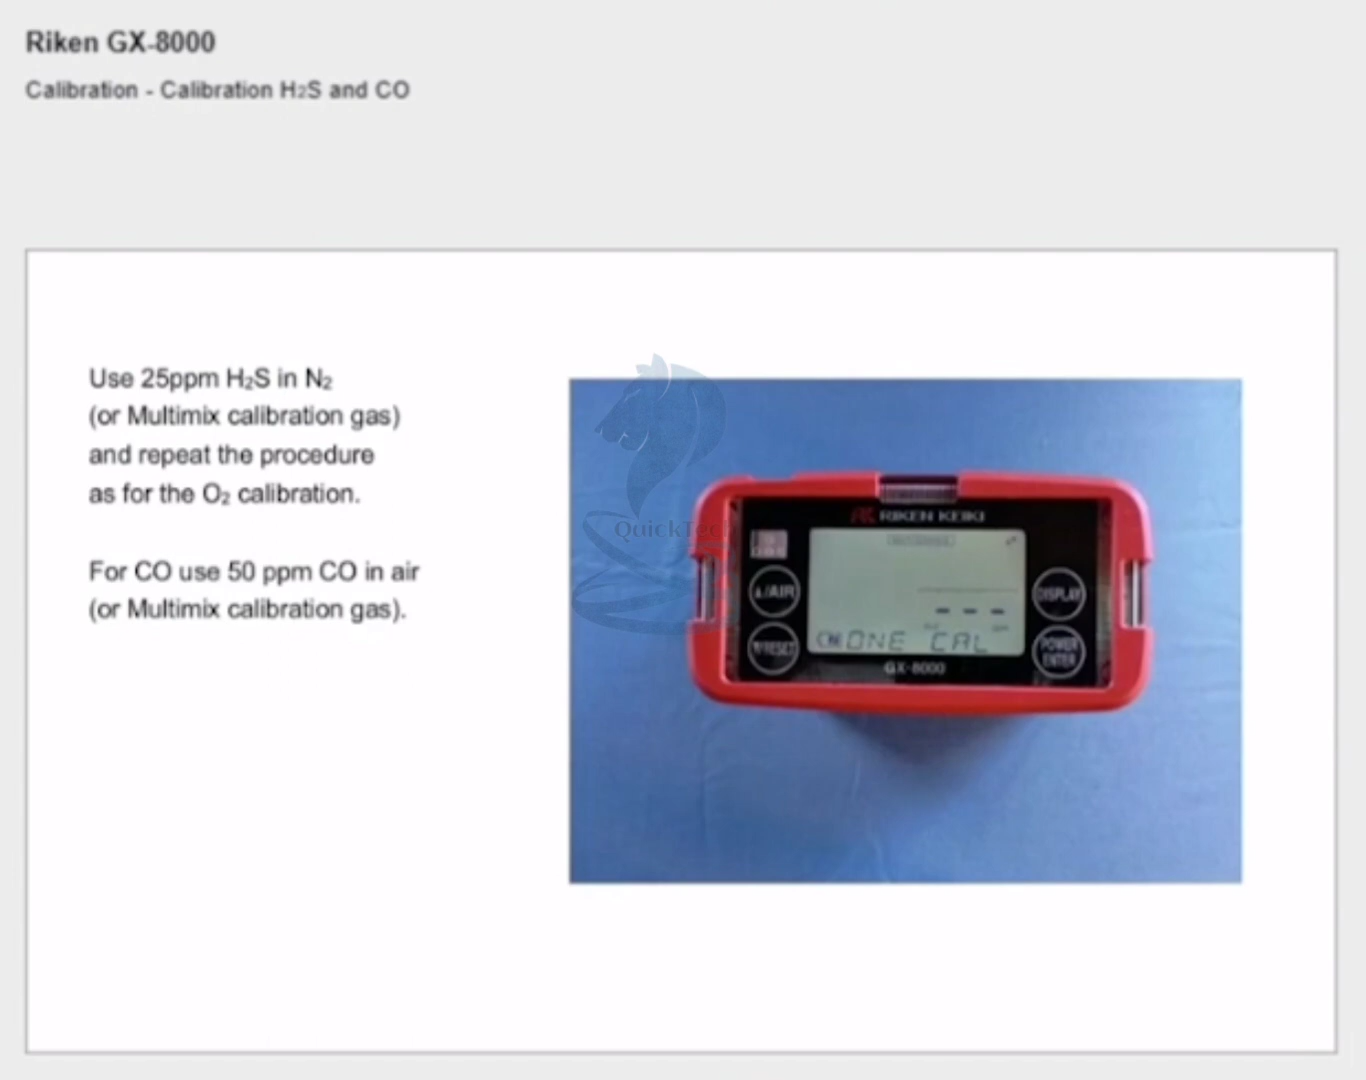 Riken GX-8000
Calibration - Calibration H₂S and CO
Use 25ppm H₂S in N₂
(or Multimix calibration gas)
and repeat the procedure
as for the O₂ calibration.
For CO use 50 ppm CO in air
(or Multimix calibration gas).
QuickTech
RIKEN KEIKI
▲/AIR
DISPLAY
- - -
ONE CAL
▼/RESET
POWER
ENTER
GX-8000